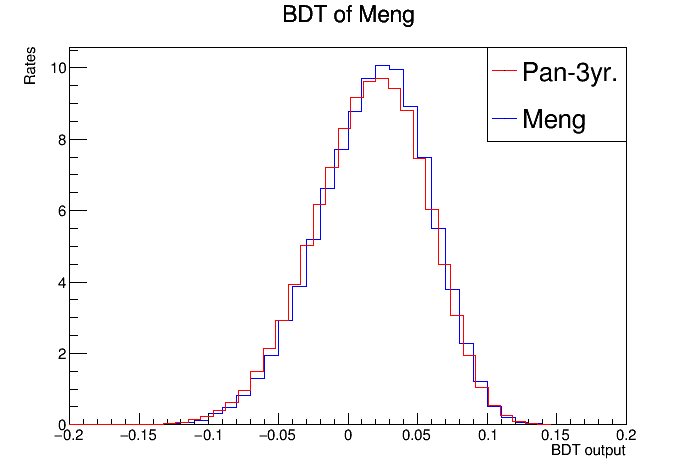 BDT of Meng
Rates
Pan-3yr.
Meng
10
8
6
4
2
0
−0.2 −0.15 −0.1 −0.05 0 0.05 0.1 0.15 0.2
BDT output